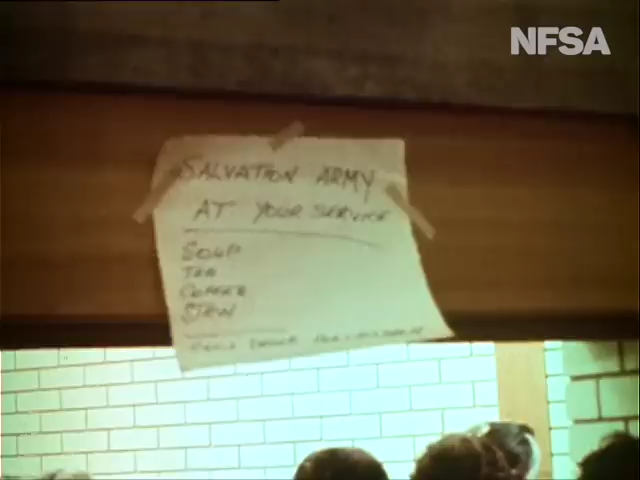 NFSA
SALVATION ARMY
AT YOUR SERVICE
SOUP
TEA
COFFEE
STEW